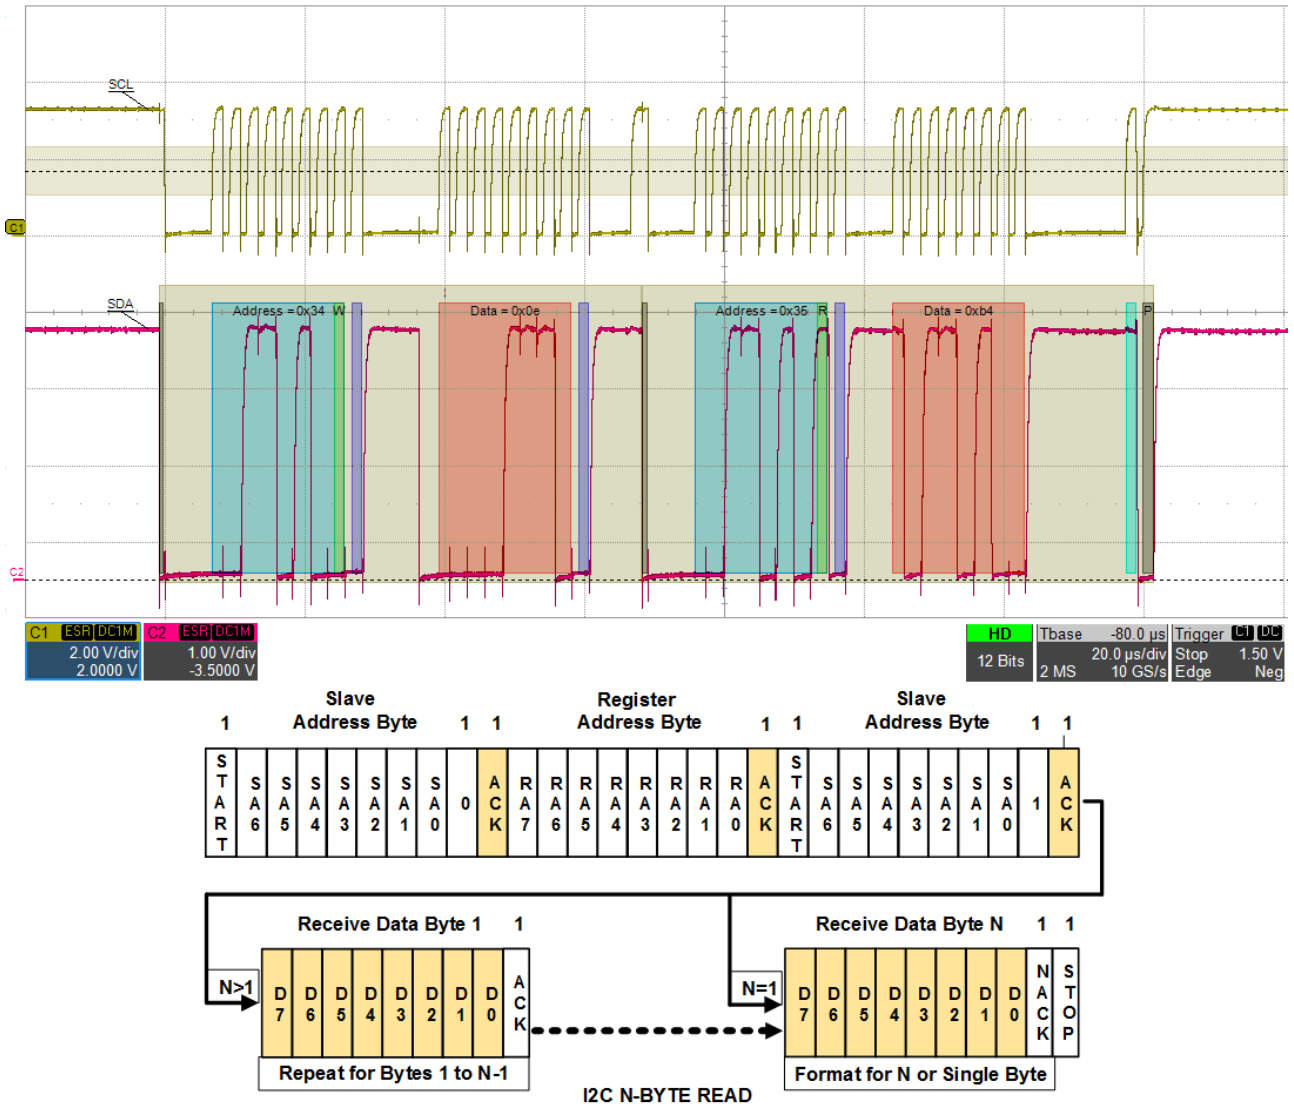 SCL
C1
SDA
Address = 0x34 W
Data = 0x0e
Address = 0x35 R
Data = 0xb4
P
C2
C1 ESR DC1M
2.00 V/div
2.0000 V
C2 ESR DC1M
1.00 V/div
-3.5000 V
HD
12 Bits
Tbase -80.0 µs
20.0 µs/div
2 MS 10 GS/s
Trigger C1 DC
Stop 1.50 V
Edge Neg
Slave Register Slave
1 Address Byte 1 1 Address Byte 1 1 Address Byte 1 1
START SA6 SA5 SA4 SA3 SA2 SA1 SA0 0 ACK RA7 RA6 RA5 RA4 RA3 RA2 RA1 RA0 ACK START SA6 SA5 SA4 SA3 SA2 SA1 SA0 1 ACK
Receive Data Byte 1 1
Receive Data Byte N 1 1
N>1
D7 D6 D5 D4 D3 D2 D1 D0 ACK
N=1
D7 D6 D5 D4 D3 D2 D1 D0 NACK STOP
Repeat for Bytes 1 to N-1
Format for N or Single Byte
I2C N-BYTE READ